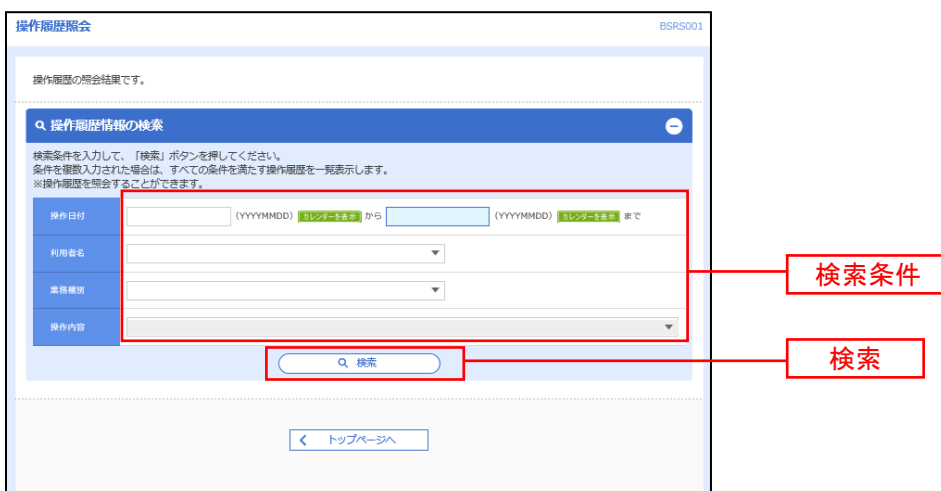 操作履歴照会
BSRS001
操作履歴の照会結果です。
操作履歴情報の検索
検索条件を入力して、「検索」ボタンを押してください。
条件を複数入力された場合は、すべての条件を満たす操作履歴を一覧表示します。
※操作履歴を照会することができます。
操作日付 (YYYYMMDD) カレンダーを表示 から (YYYYMMDD) カレンダーを表示 まで
利用者名
業務種別
操作内容
検索
トップページへ
検索条件
検索